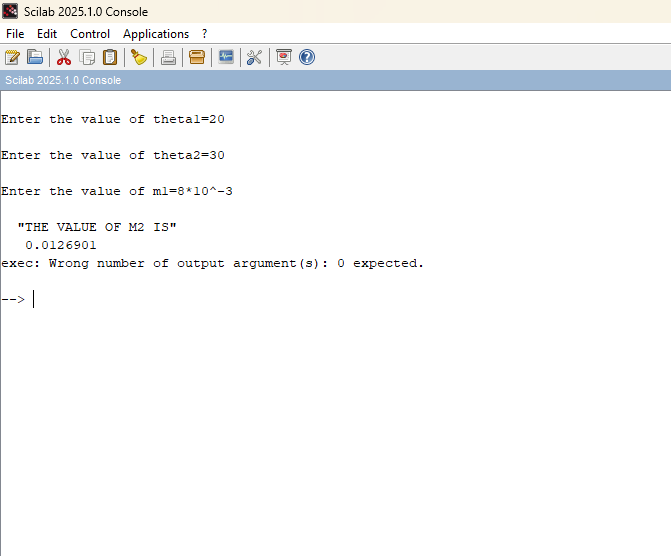 Scilab 2025.1.0 Console
File Edit Control Applications ?
Scilab 2025.1.0 Console
Enter the value of theta1=20
Enter the value of theta2=30
Enter the value of m1=8*10^-3
"THE VALUE OF M2 IS"
0.0126901
exec: Wrong number of output argument(s): 0 expected.
-->